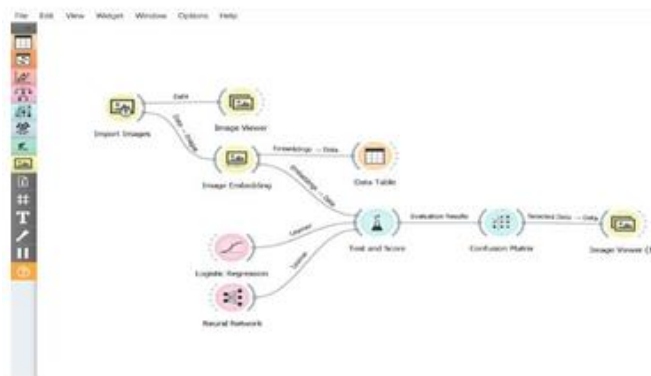 File Edit View Widget Window Options Help
Data
Import Images
Image Viewer
Data → Images
Embeddings → Data
Image Embedding
Data Table
Embeddings → Data
Evaluation Results
Selected Data → Data
Learner
Test and Score
Confusion Matrix
Image Viewer (
Logistic Regression
Learner
Neural Network